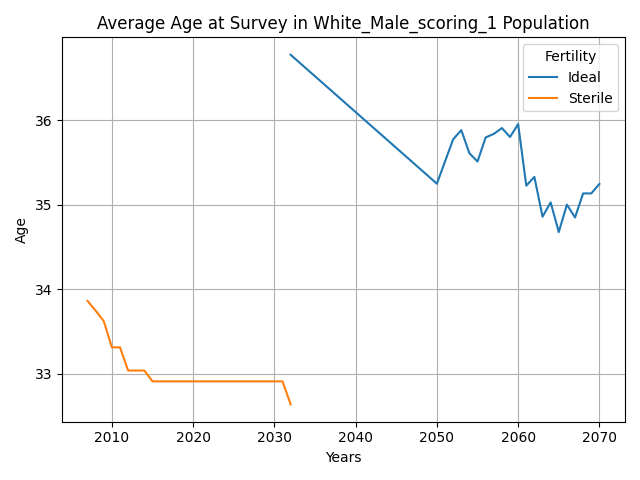 Average Age at Survey in White_Male_scoring_1 Population
Fertility
Ideal
Sterile
36
35
34
33
Age
2010 2020 2030 2040 2050 2060 2070
Years